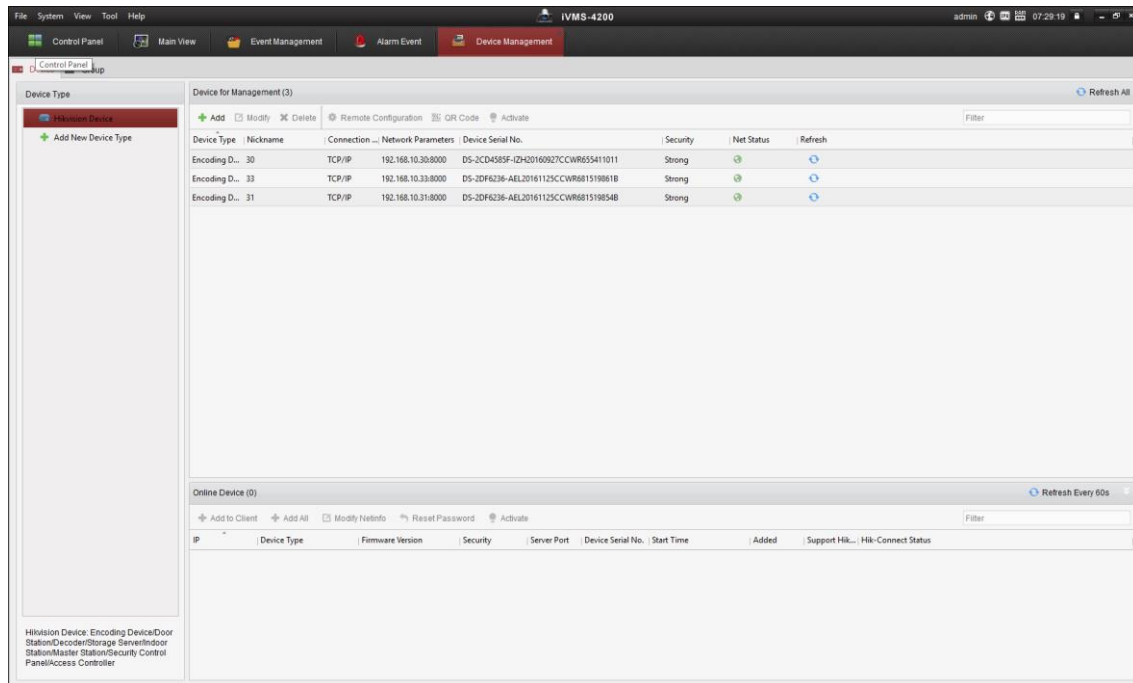 File System View Tool Help iVMS-4200 admin 07:29:19
Control Panel Main View Event Management Alarm Event Device Management
Control Panel
Device Type
Hikvision Device
Add New Device Type
Hikvision Device: Encoding Device/Door
Station/Decoder/Storage Server/Indoor
Station/Master Station/Security Control
Panel/Access Controller
Device for Management (3) Refresh All
Add Modify Delete Remote Configuration QR Code Activate Filter
Device Type Nickname Connection ... Network Parameters Device Serial No. Security Net Status Refresh
Encoding D... 30 TCP/IP 192.168.10.30:8000 DS-2CD4585F-IZH20160927CCWR655411011 Strong
Encoding D... 33 TCP/IP 192.168.10.33:8000 DS-2DF6236-AEL20161125CCWR681519861B Strong
Encoding D... 31 TCP/IP 192.168.10.31:8000 DS-2DF6236-AEL20161125CCWR681519854B Strong
Online Device (0) Refresh Every 60s
Add to Client Add All Modify Netinfo Reset Password Activate Filter
IP Device Type Firmware Version Security Server Port Device Serial No. Start Time Added Support Hik... Hik-Connect Status